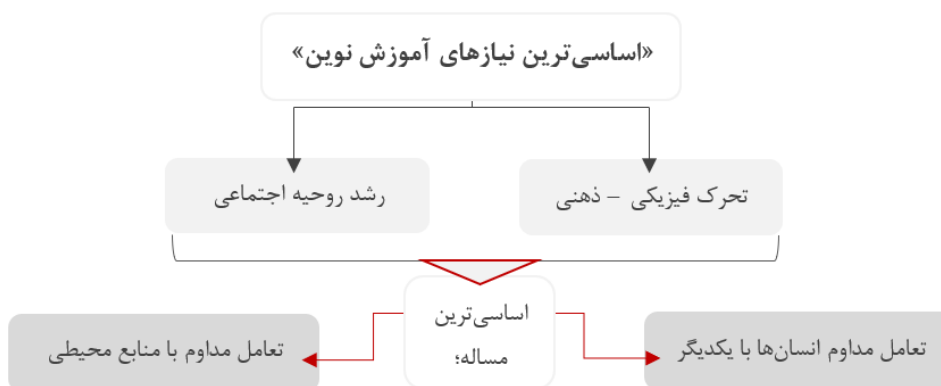 «اساسی‌ترین نیازهای آموزش نوین»
تحرک فیزیکی – ذهنی
رشد روحیه اجتماعی
اساسی‌ترین
مساله؛
تعامل مداوم انسان‌ها با یکدیگر
تعامل مداوم با منابع محیطی